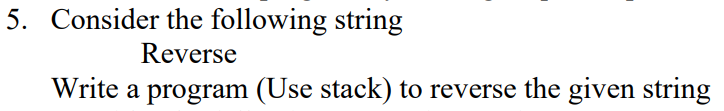 5. Consider the following string
Reverse
Write a program (Use stack) to reverse the given string